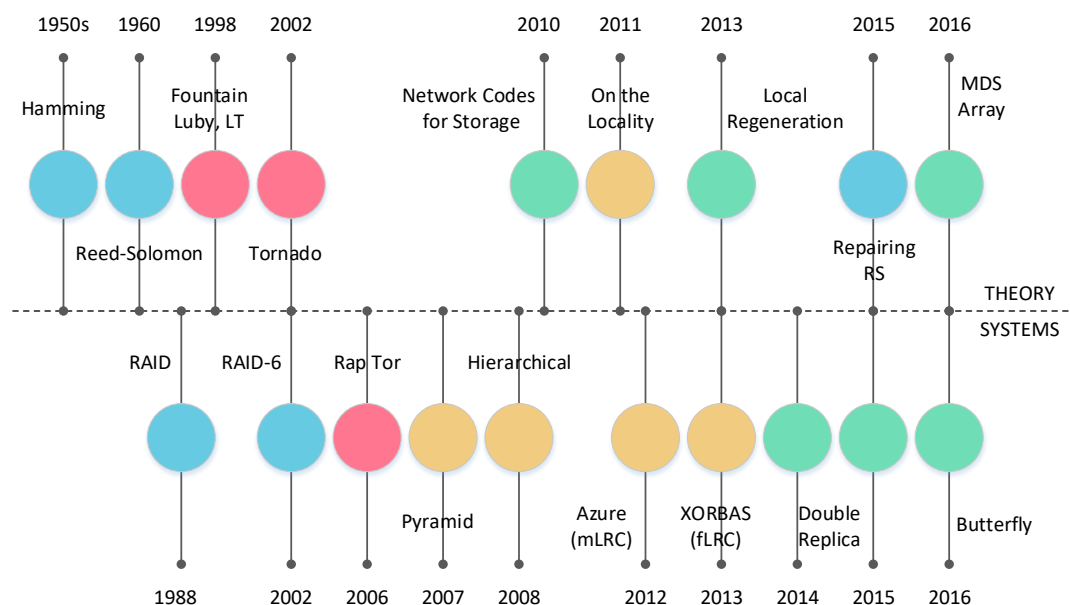 1950s
1960
1998
2002
2010
2011
2013
2015
2016
Hamming
Fountain
Luby, LT
Network Codes
for Storage
On the
Locality
Local
Regeneration
MDS
Array
Reed-Solomon
Tornado
Repairing
RS
THEORY
SYSTEMS
RAID
RAID-6
Rap Tor
Hierarchical
Pyramid
Azure
(mLRC)
XORBAS
(fLRC)
Double
Replica
Butterfly
1988
2002
2006
2007
2008
2012
2013
2014
2015
2016